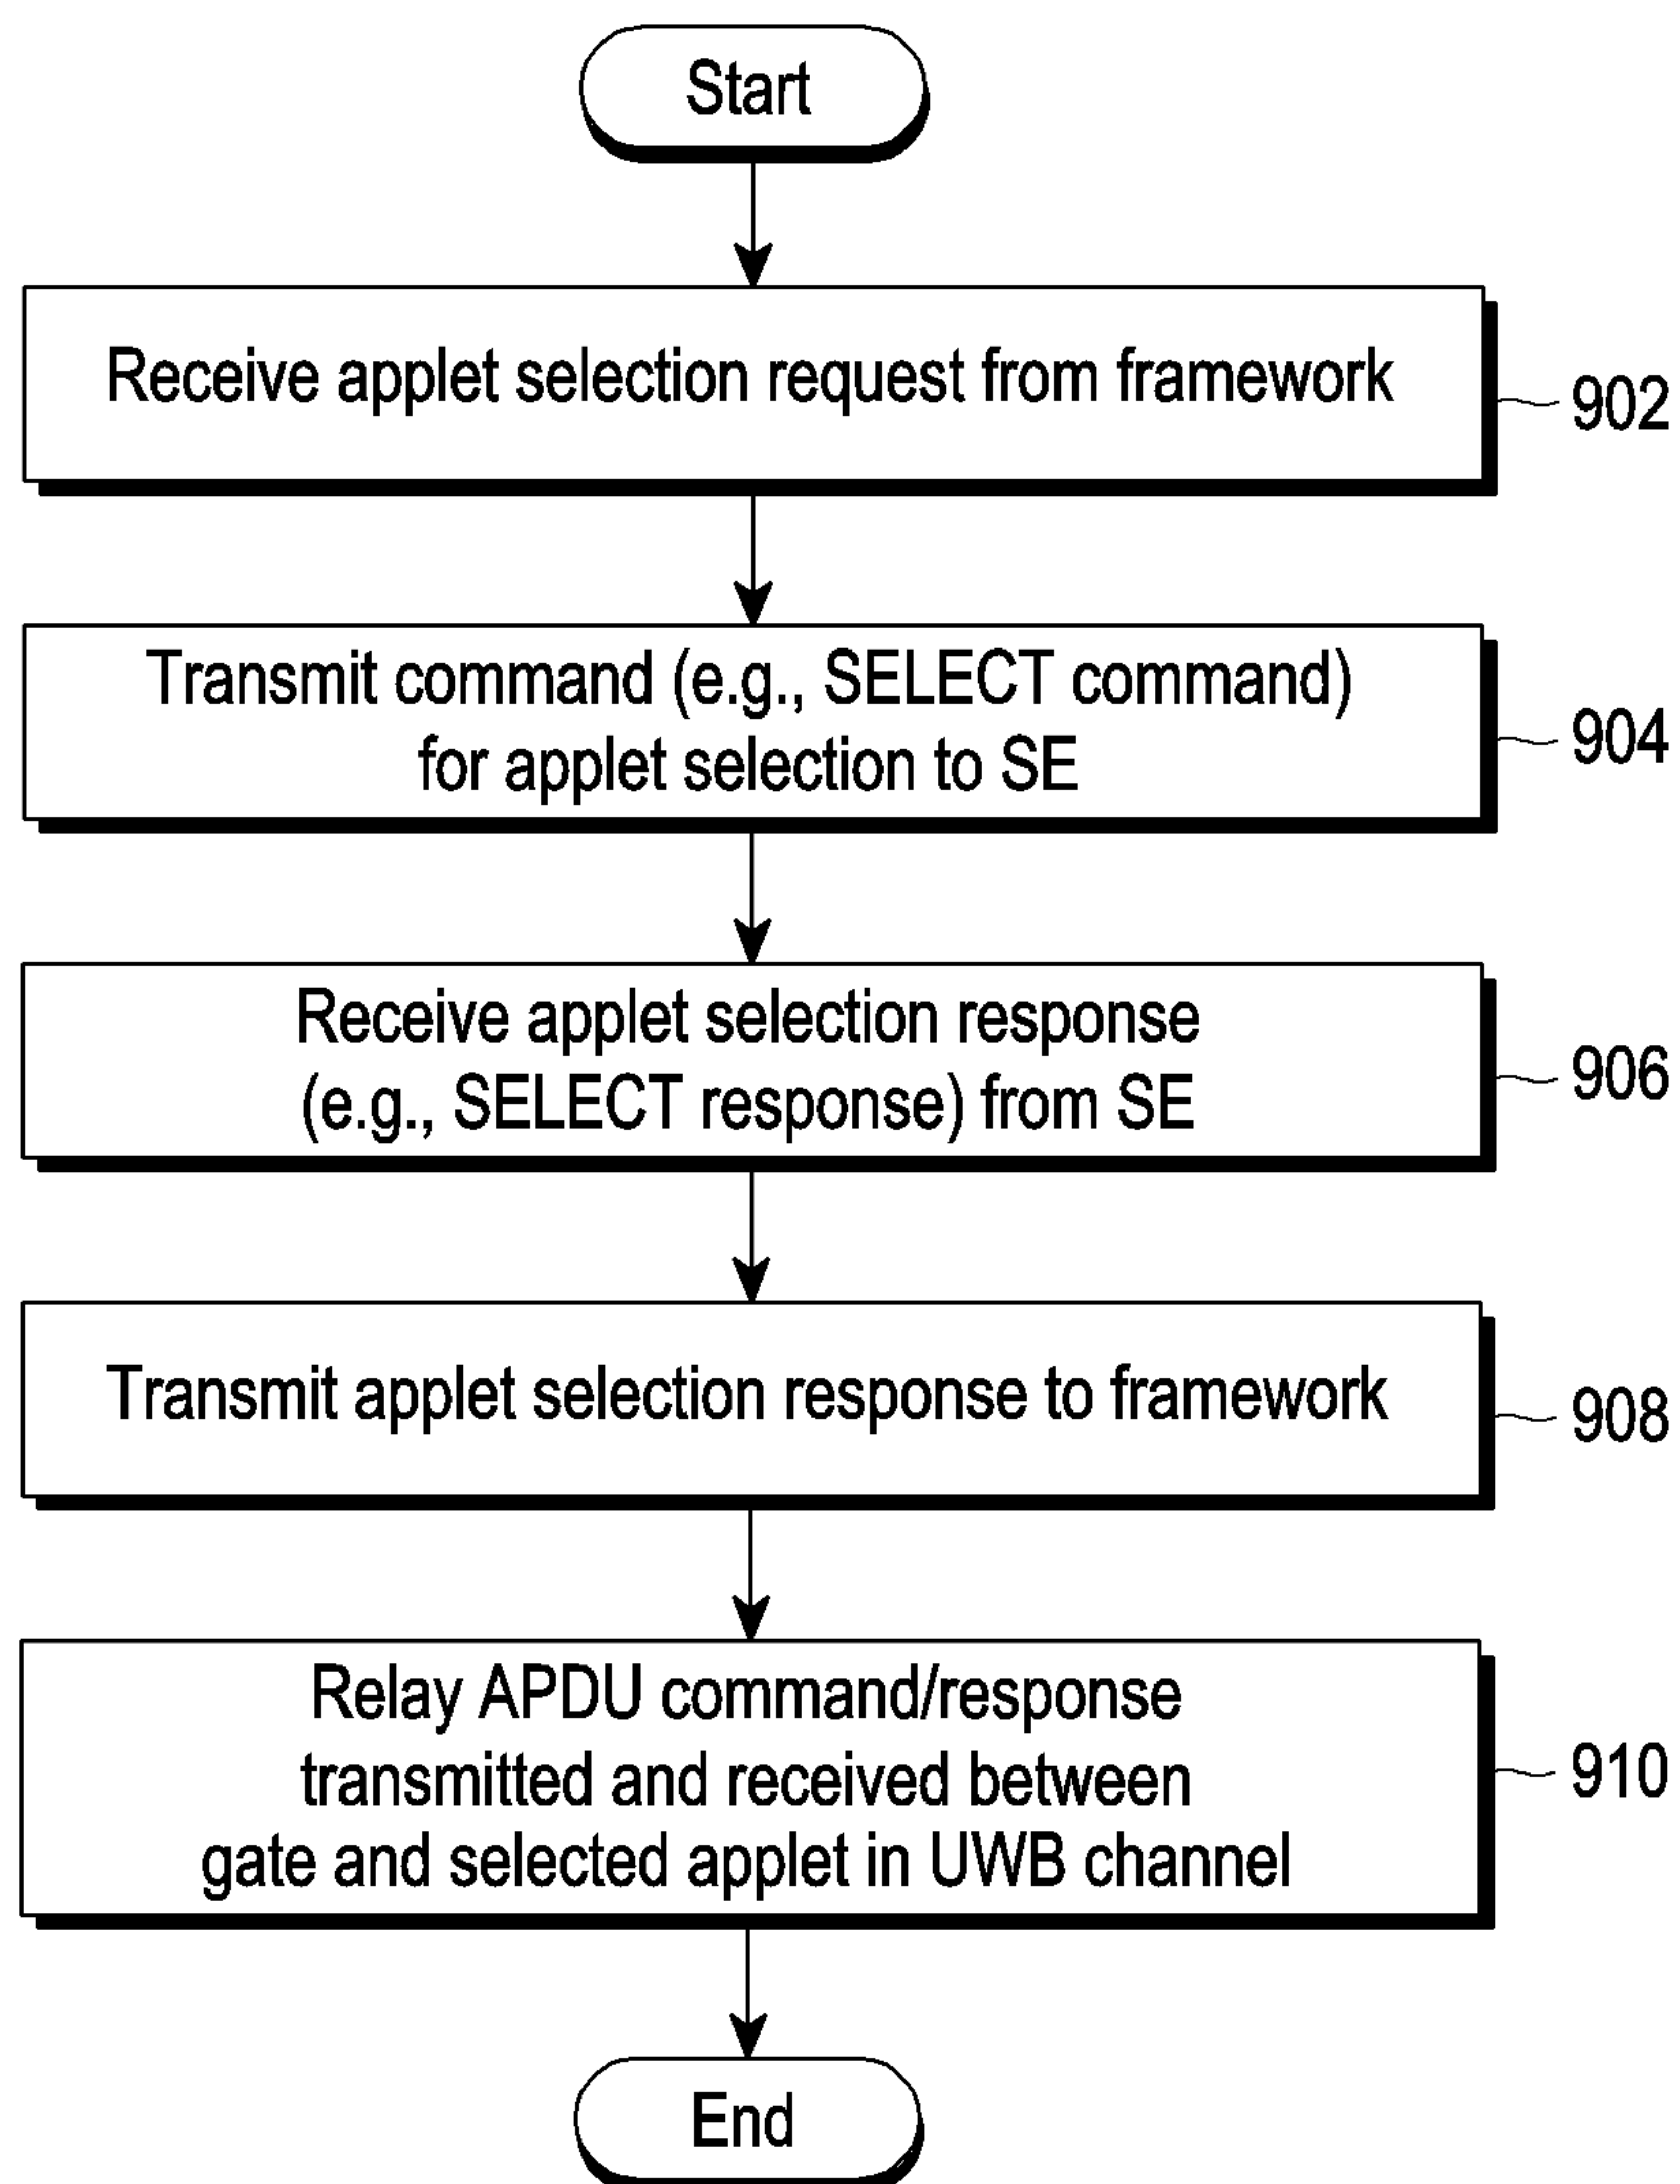 Start
Receive applet selection request from framework
902
Transmit command (e.g., SELECT command)
for applet selection to SE
904
Receive applet selection response
(e.g., SELECT response) from SE
906
Transmit applet selection response to framework
908
Relay APDU command/response
transmitted and received between
gate and selected applet in UWB channel
910
End